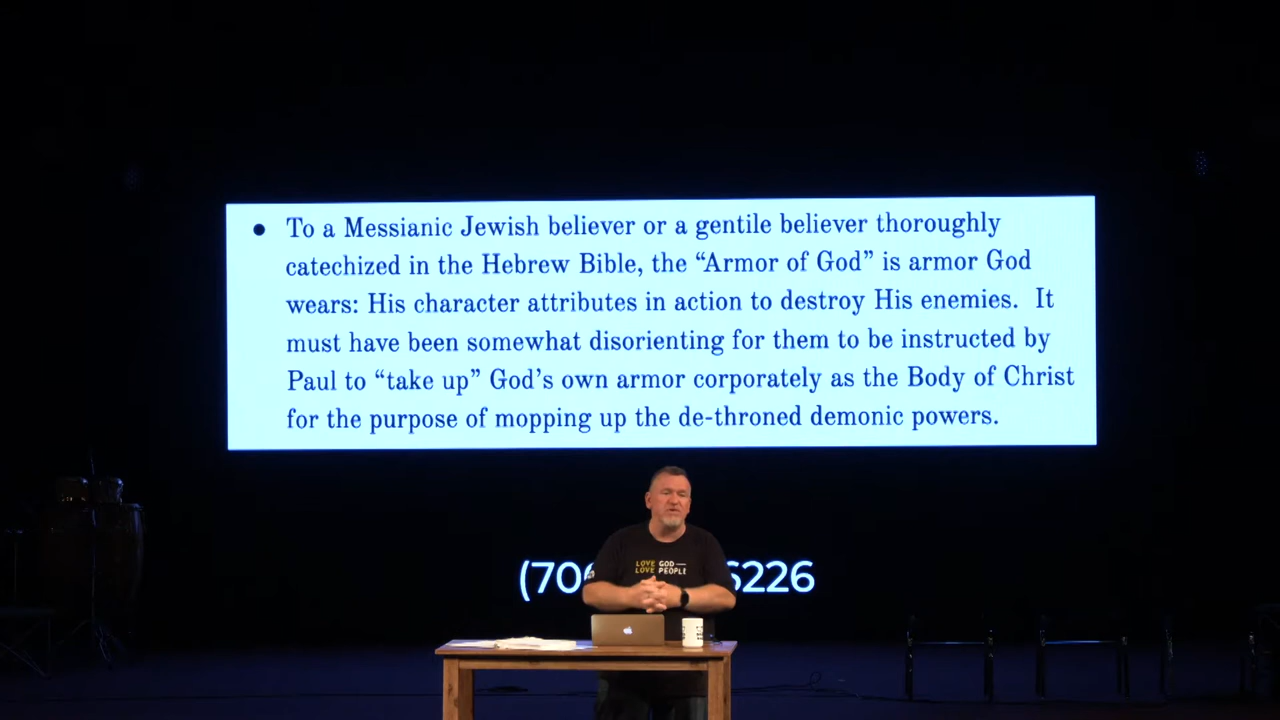 • To a Messianic Jewish believer or a gentile believer thoroughly
catechized in the Hebrew Bible, the “Armor of God” is armor God
wears: His character attributes in action to destroy His enemies.  It
must have been somewhat disorienting for them to be instructed by
Paul to “take up” God’s own armor corporately as the Body of Christ
for the purpose of mopping up the de-throned demonic powers.
LOVE GOD—
LOVE PEOPLE
(70
6226